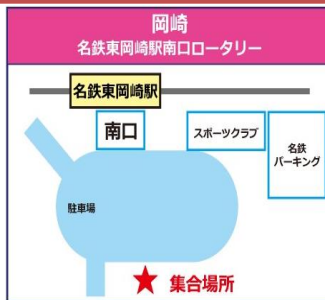 岡崎
名鉄東岡崎駅南口ロータリー
名鉄東岡崎駅
南口
スポーツクラブ
名鉄
パーキング
駐車場
★ 集合場所